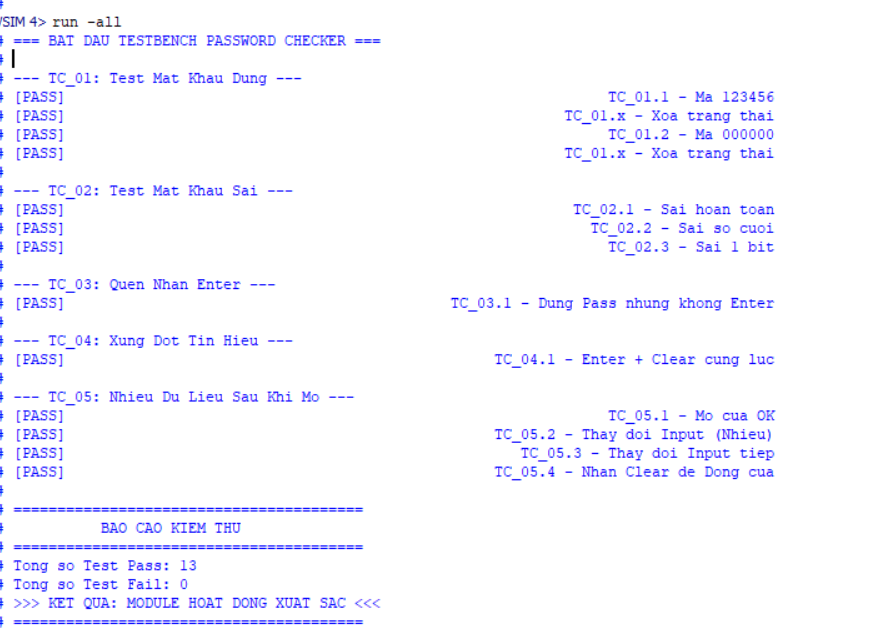 #
VSIM 4> run -all
# === BAT DAU TESTBENCH PASSWORD CHECKER ===
#
# --- TC_01: Test Mat Khau Dung ---
# [PASS] TC_01.1 - Ma 123456
# [PASS] TC_01.x - Xoa trang thai
# [PASS] TC_01.2 - Ma 000000
# [PASS] TC_01.x - Xoa trang thai
#
# --- TC_02: Test Mat Khau Sai ---
# [PASS] TC_02.1 - Sai hoan toan
# [PASS] TC_02.2 - Sai so cuoi
# [PASS] TC_02.3 - Sai 1 bit
#
# --- TC_03: Quen Nhan Enter ---
# [PASS] TC_03.1 - Dung Pass nhung khong Enter
#
# --- TC_04: Xung Dot Tin Hieu ---
# [PASS] TC_04.1 - Enter + Clear cung luc
#
# --- TC_05: Nhieu Du Lieu Sau Khi Mo ---
# [PASS] TC_05.1 - Mo cua OK
# [PASS] TC_05.2 - Thay doi Input (Nhieu)
# [PASS] TC_05.3 - Thay doi Input tiep
# [PASS] TC_05.4 - Nhan Clear de Dong cua
#
# ========================================
# BAO CAO KIEM THU
# ========================================
# Tong so Test Pass: 13
# Tong so Test Fail: 0
# >>> KET QUA: MODULE HOAT DONG XUAT SAC <<<
# ========================================